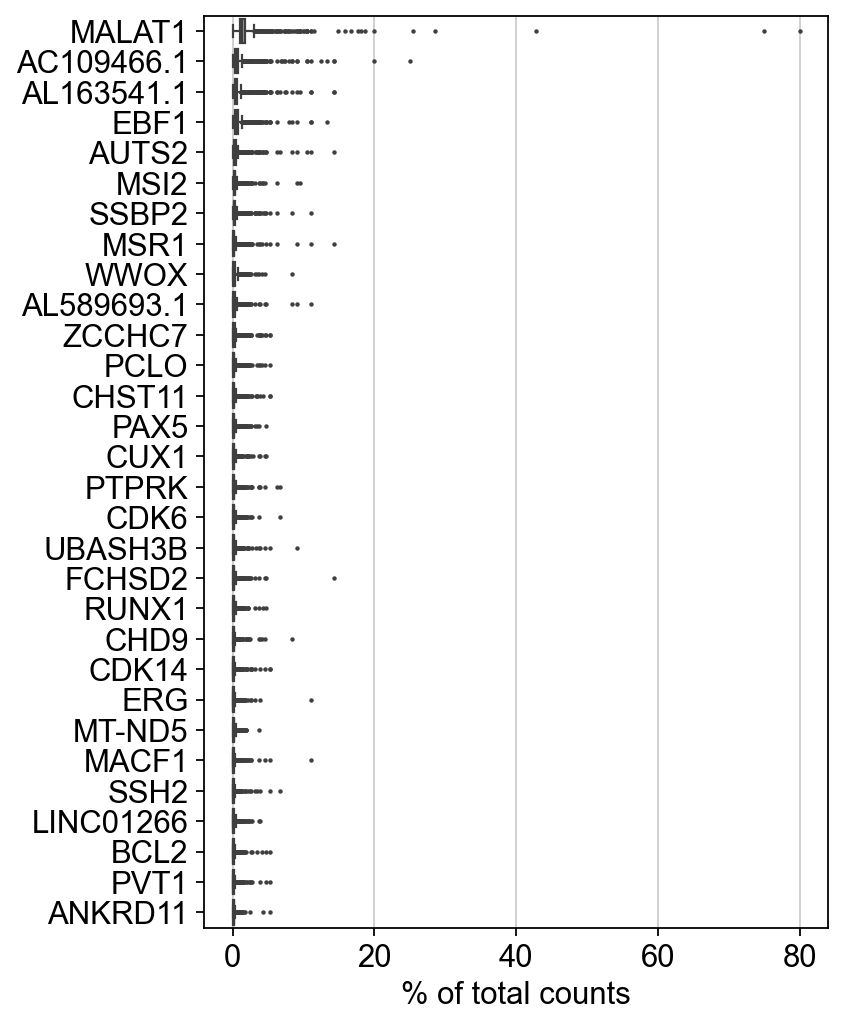 MALAT1
AC109466.1
AL163541.1
EBF1
AUTS2
MSI2
SSBP2
MSR1
WWOX
AL589693.1
ZCCHC7
PCLO
CHST11
PAX5
CUX1
PTPRK
CDK6
UBASH3B
FCHSD2
RUNX1
CHD9
CDK14
ERG
MT-ND5
MACF1
SSH2
LINC01266
BCL2
PVT1
ANKRD11
0 20 40 60 80
% of total counts